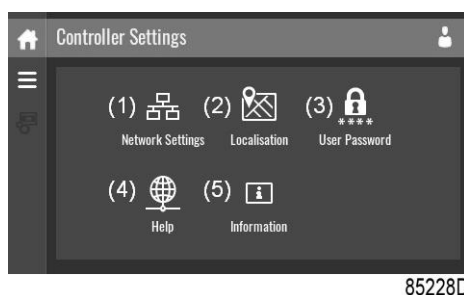 Controller Settings
(1) (2) (3)
****
Network Settings Localisation User Password
(4) (5) i
Help Information
85228D